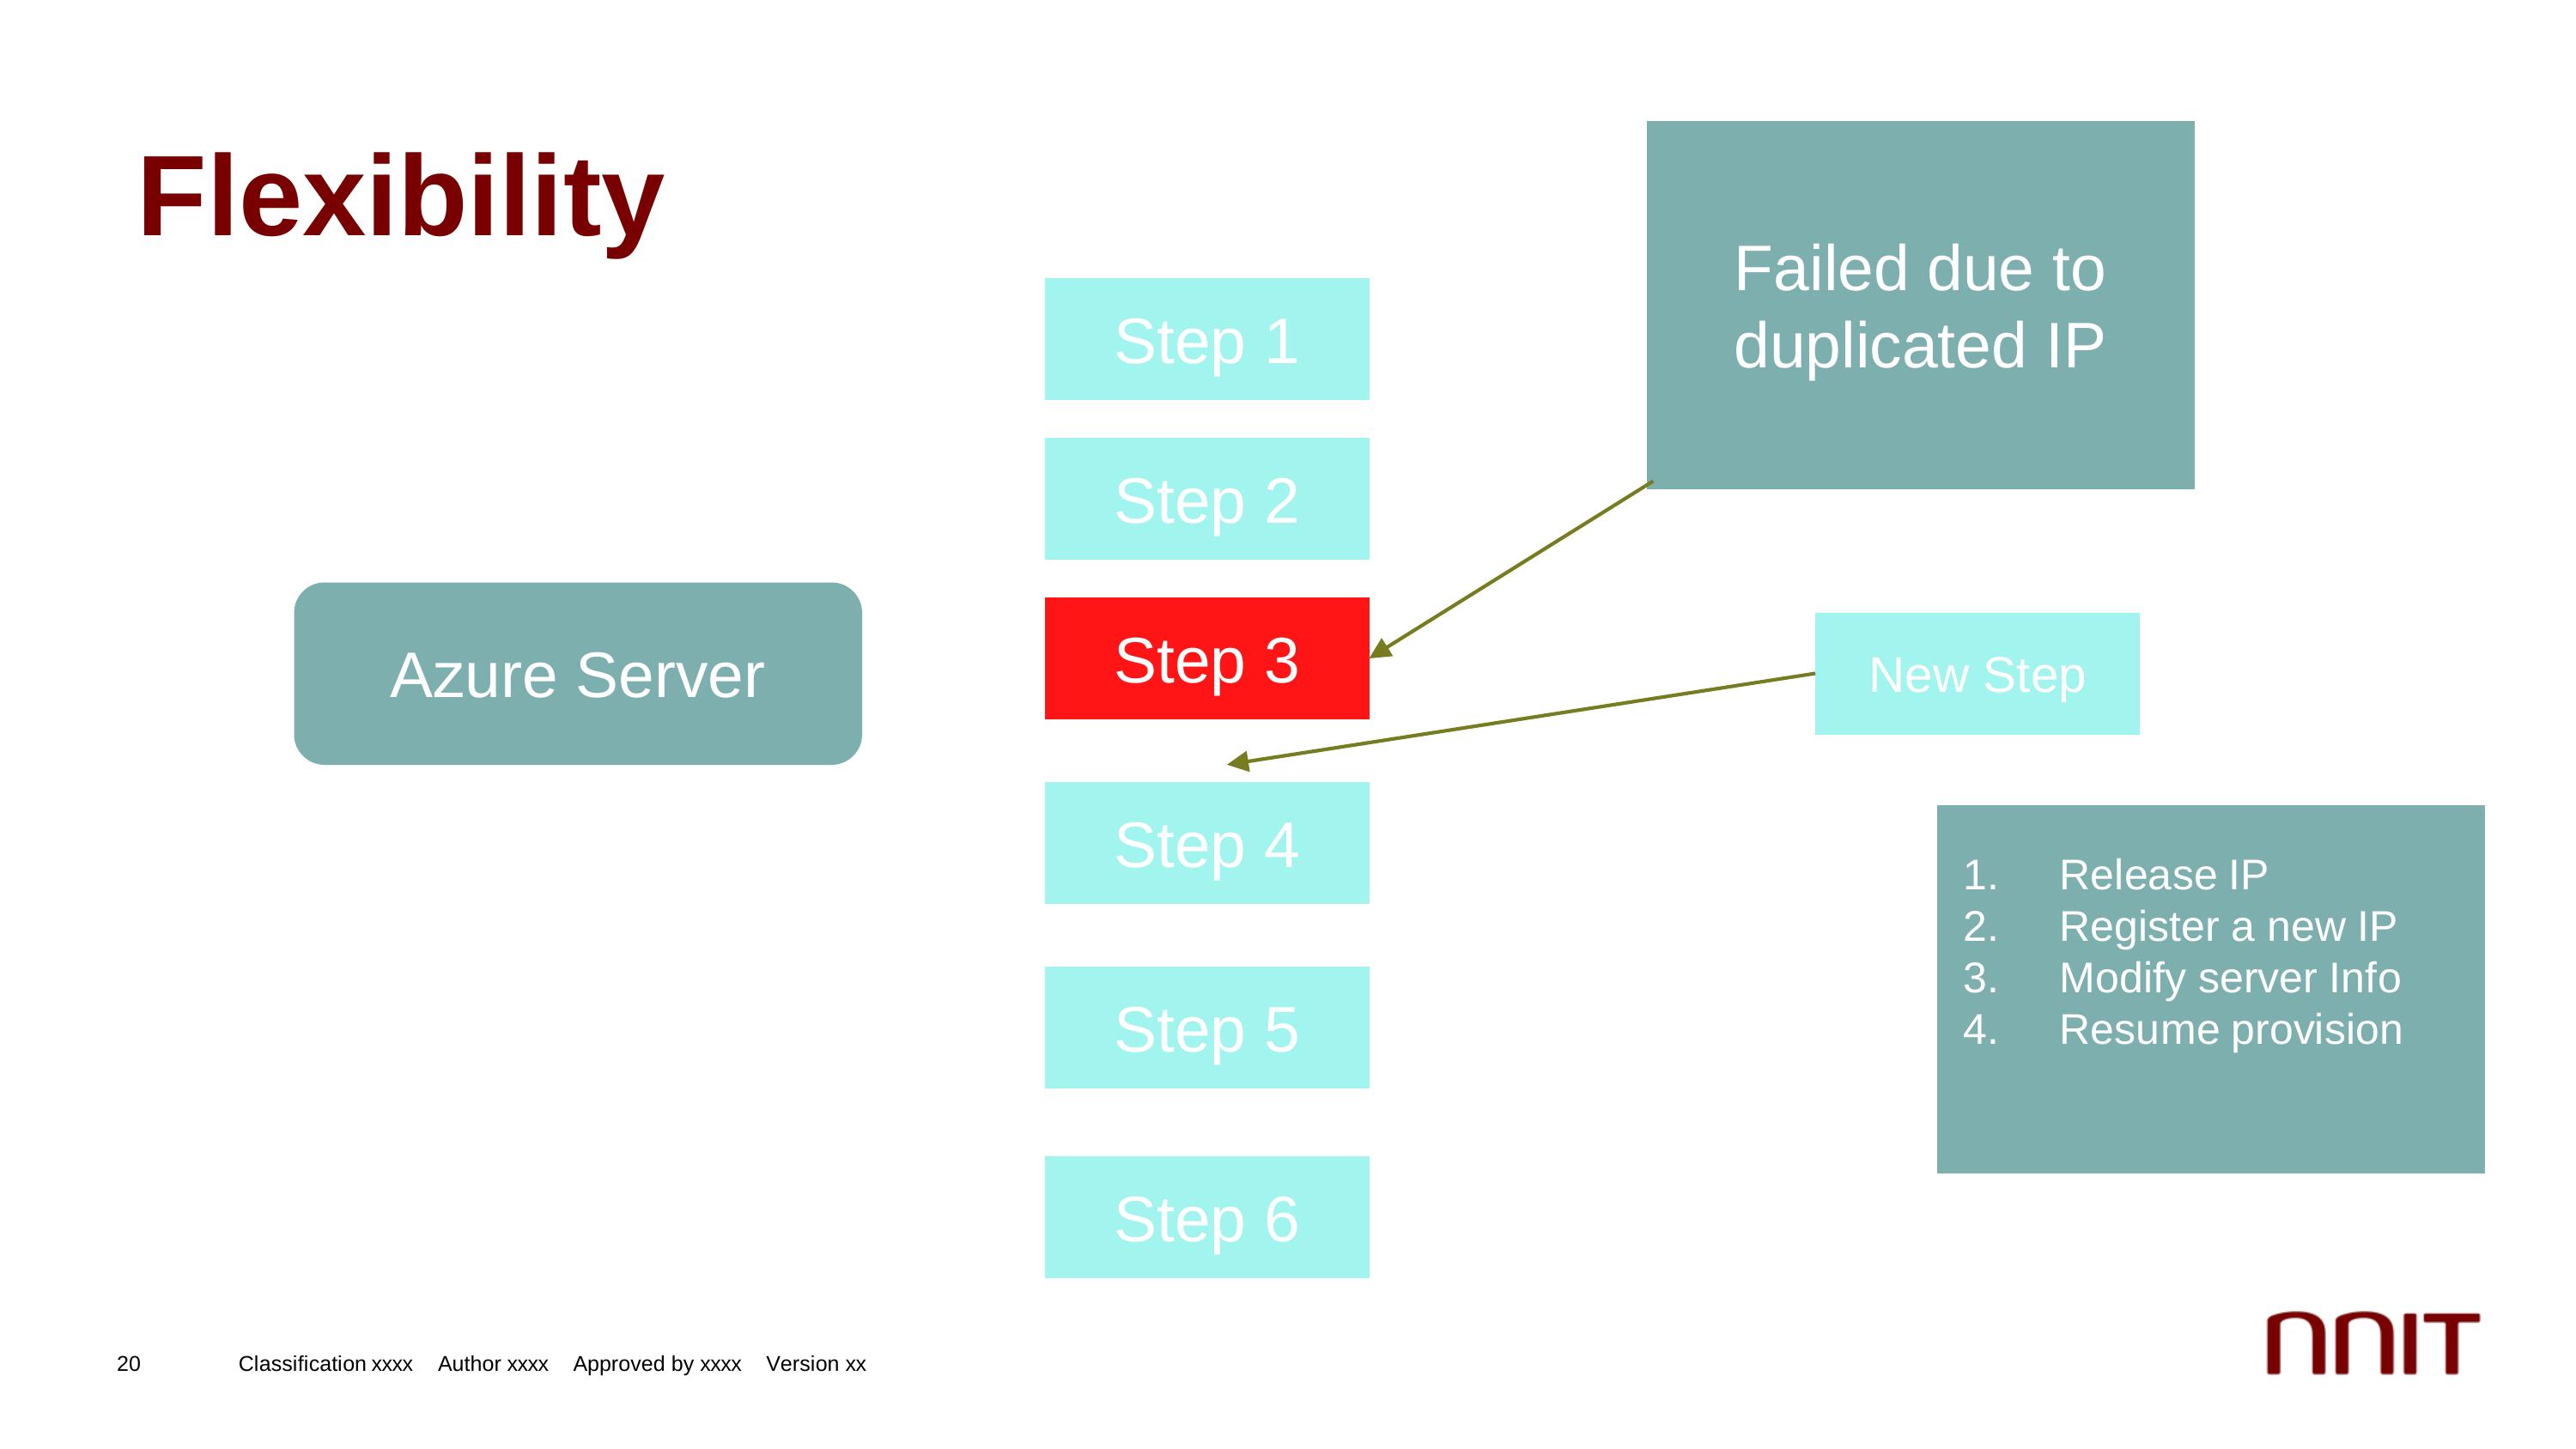 Flexibility
Failed due to
duplicated IP
Step 1
Step 2
Step 3
Azure Server
New Step
Step 4
1. Release IP
2. Register a new IP
3. Modify server Info
4. Resume provision
Step 5
Step 6
20 Classification xxxx Author xxxx Approved by xxxx Version xx
nnIT